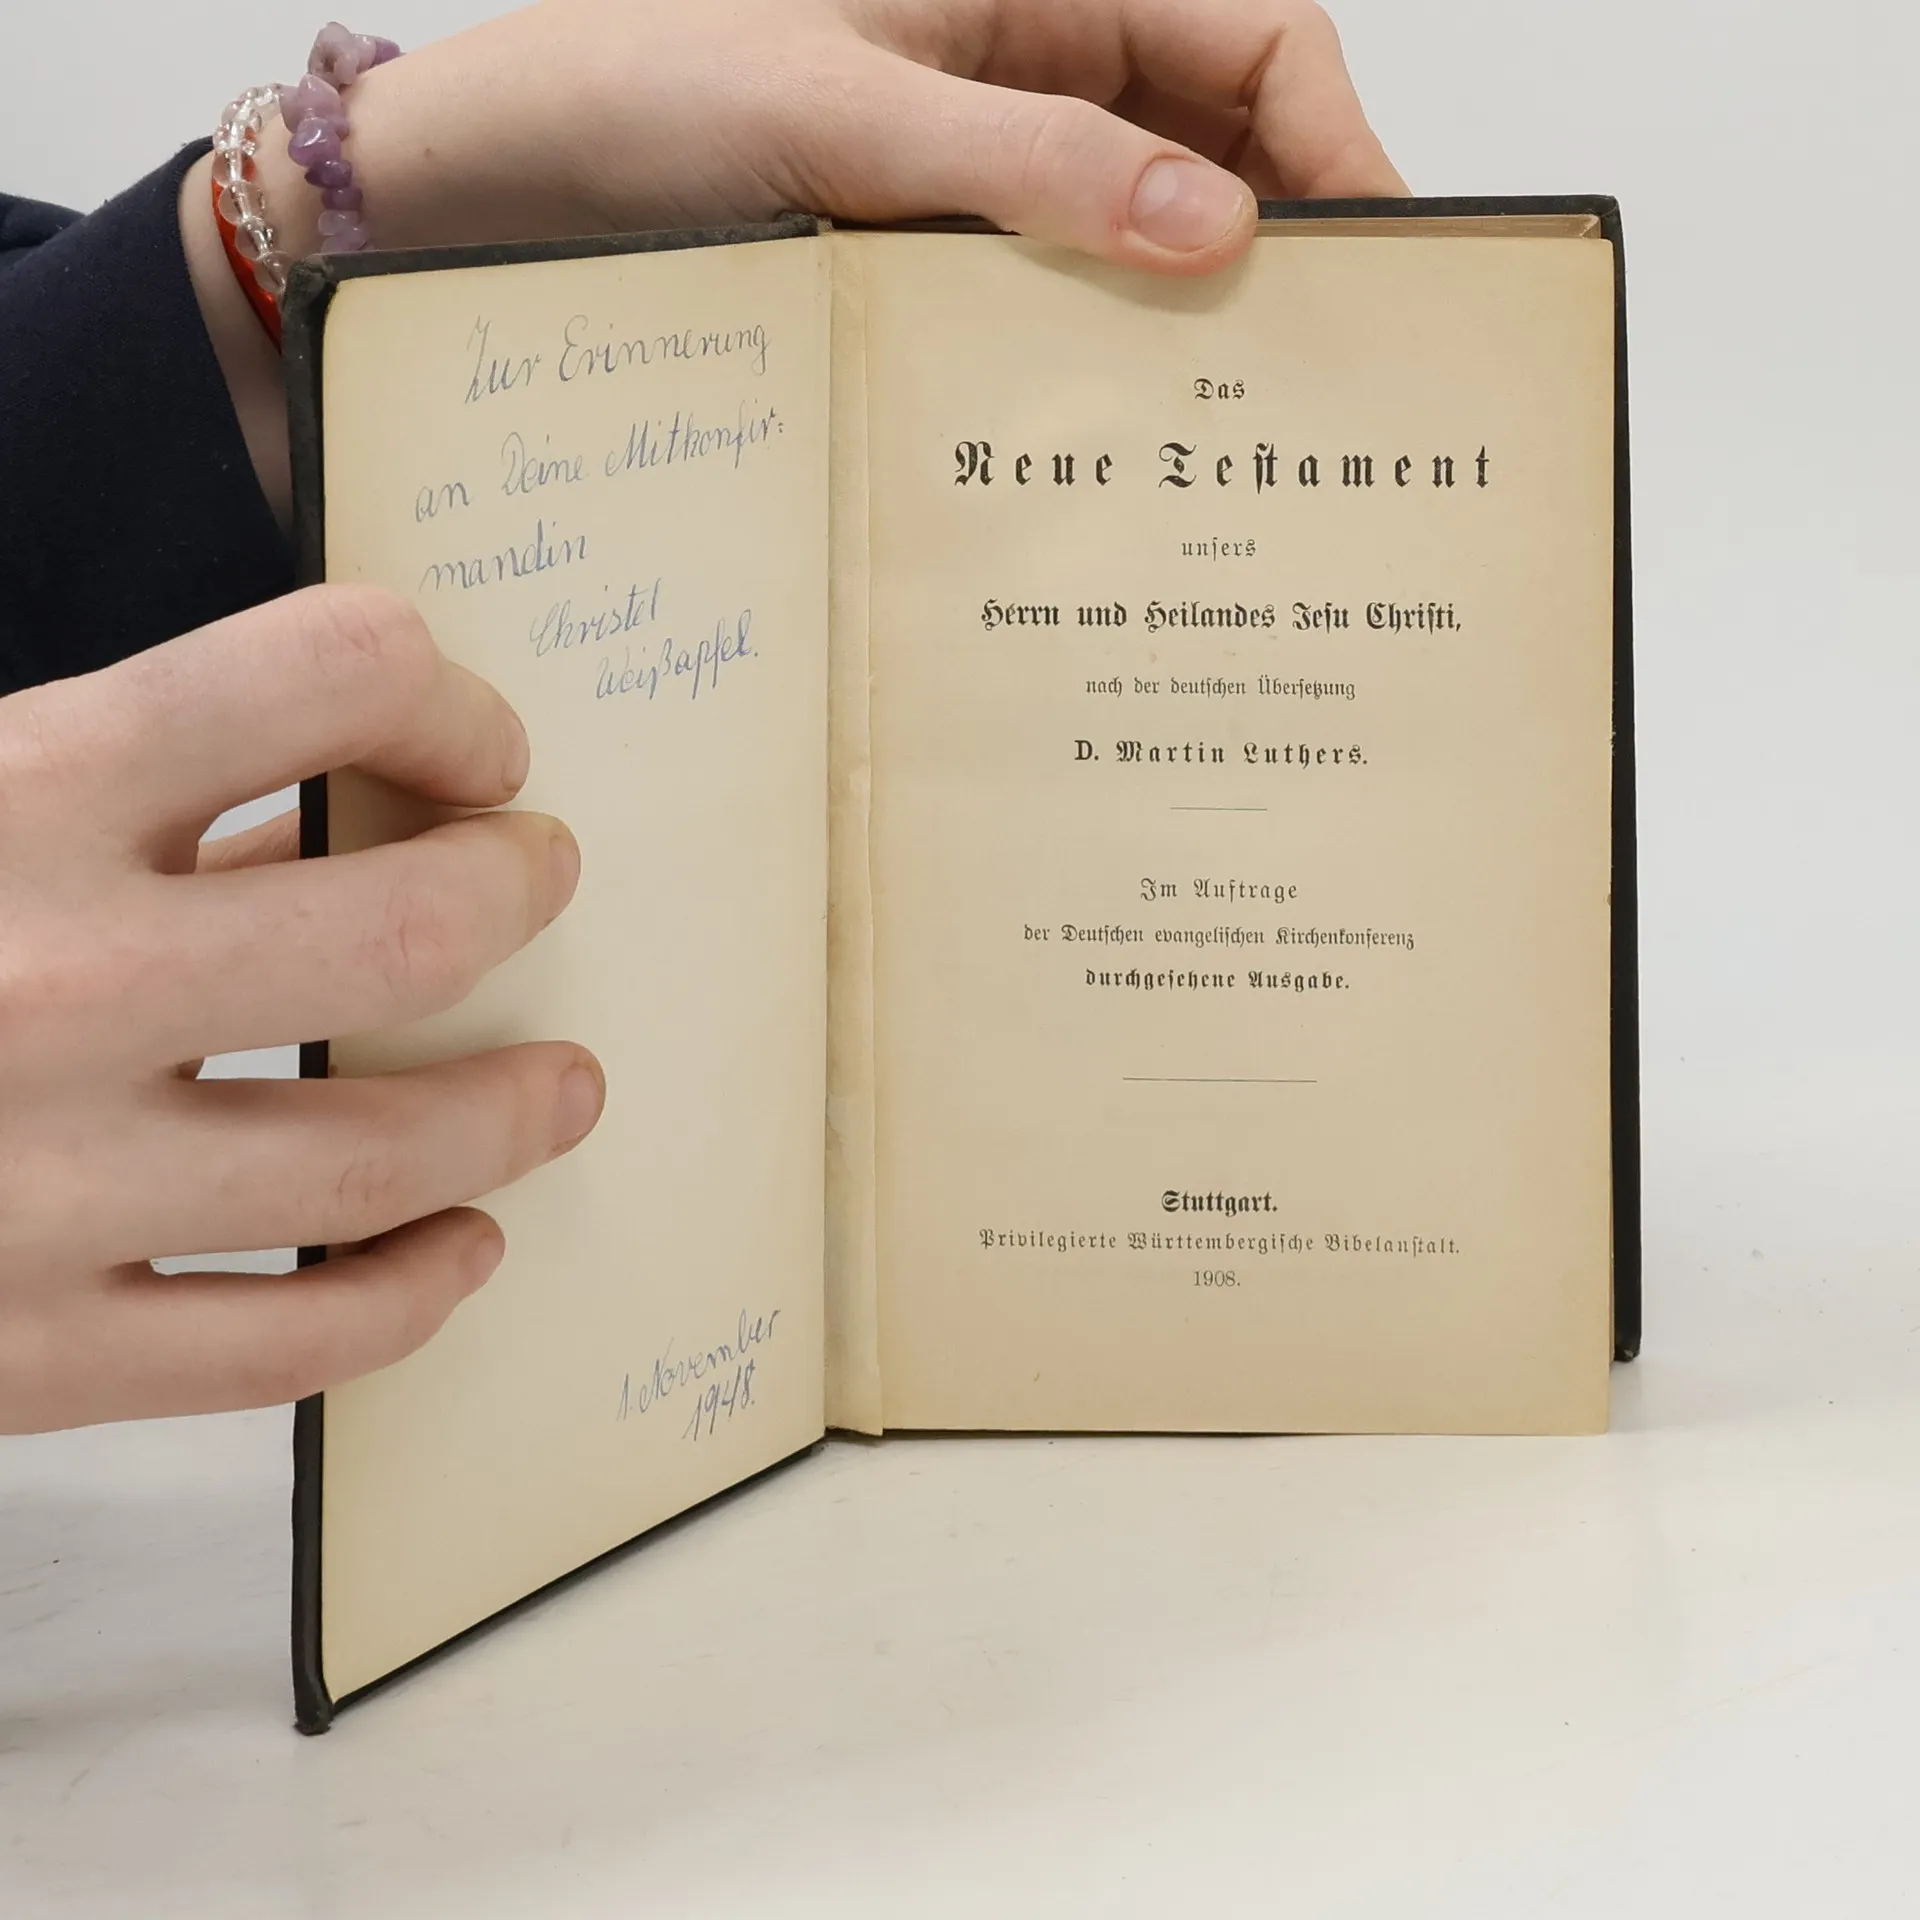 Zur Erinnerung
an Deine Mitkonfir=
mandin
Christel
Weißapfel.
1. November
1948.
Das
Neue Testament
unsers
Herrn und Heilandes Jesu Christi,
nach der deutschen Übersetzung
D. Martin Luthers.
Im Auftrage
der Deutschen evangelischen Kirchenkonferenz
durchgesehene Ausgabe.
Stuttgart.
Privilegierte Württembergische Bibelanstalt.
1908.